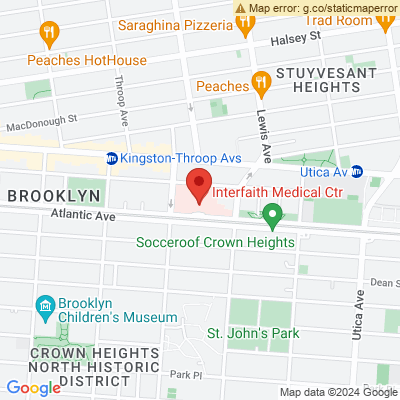 Map error: g.co/staticmaperror
Saraghina Pizzeria
Trad Room
Halsey St
Peaches HotHouse
STUYVESANT
HEIGHTS
Peaches
Throop Ave
MacDonough St
Lewis Ave
Kingston-Throop Avs
Utica Av
BROOKLYN
Interfaith Medical Ctr
Atlantic Ave
Socceroof Crown Heights
Dean S
Brooklyn
Children's Museum
Utica Ave
St. John's Park
CROWN HEIGHTS
NORTH HISTORIC
DISTRICT
Park Pl
Google
Map data ©2024 Google